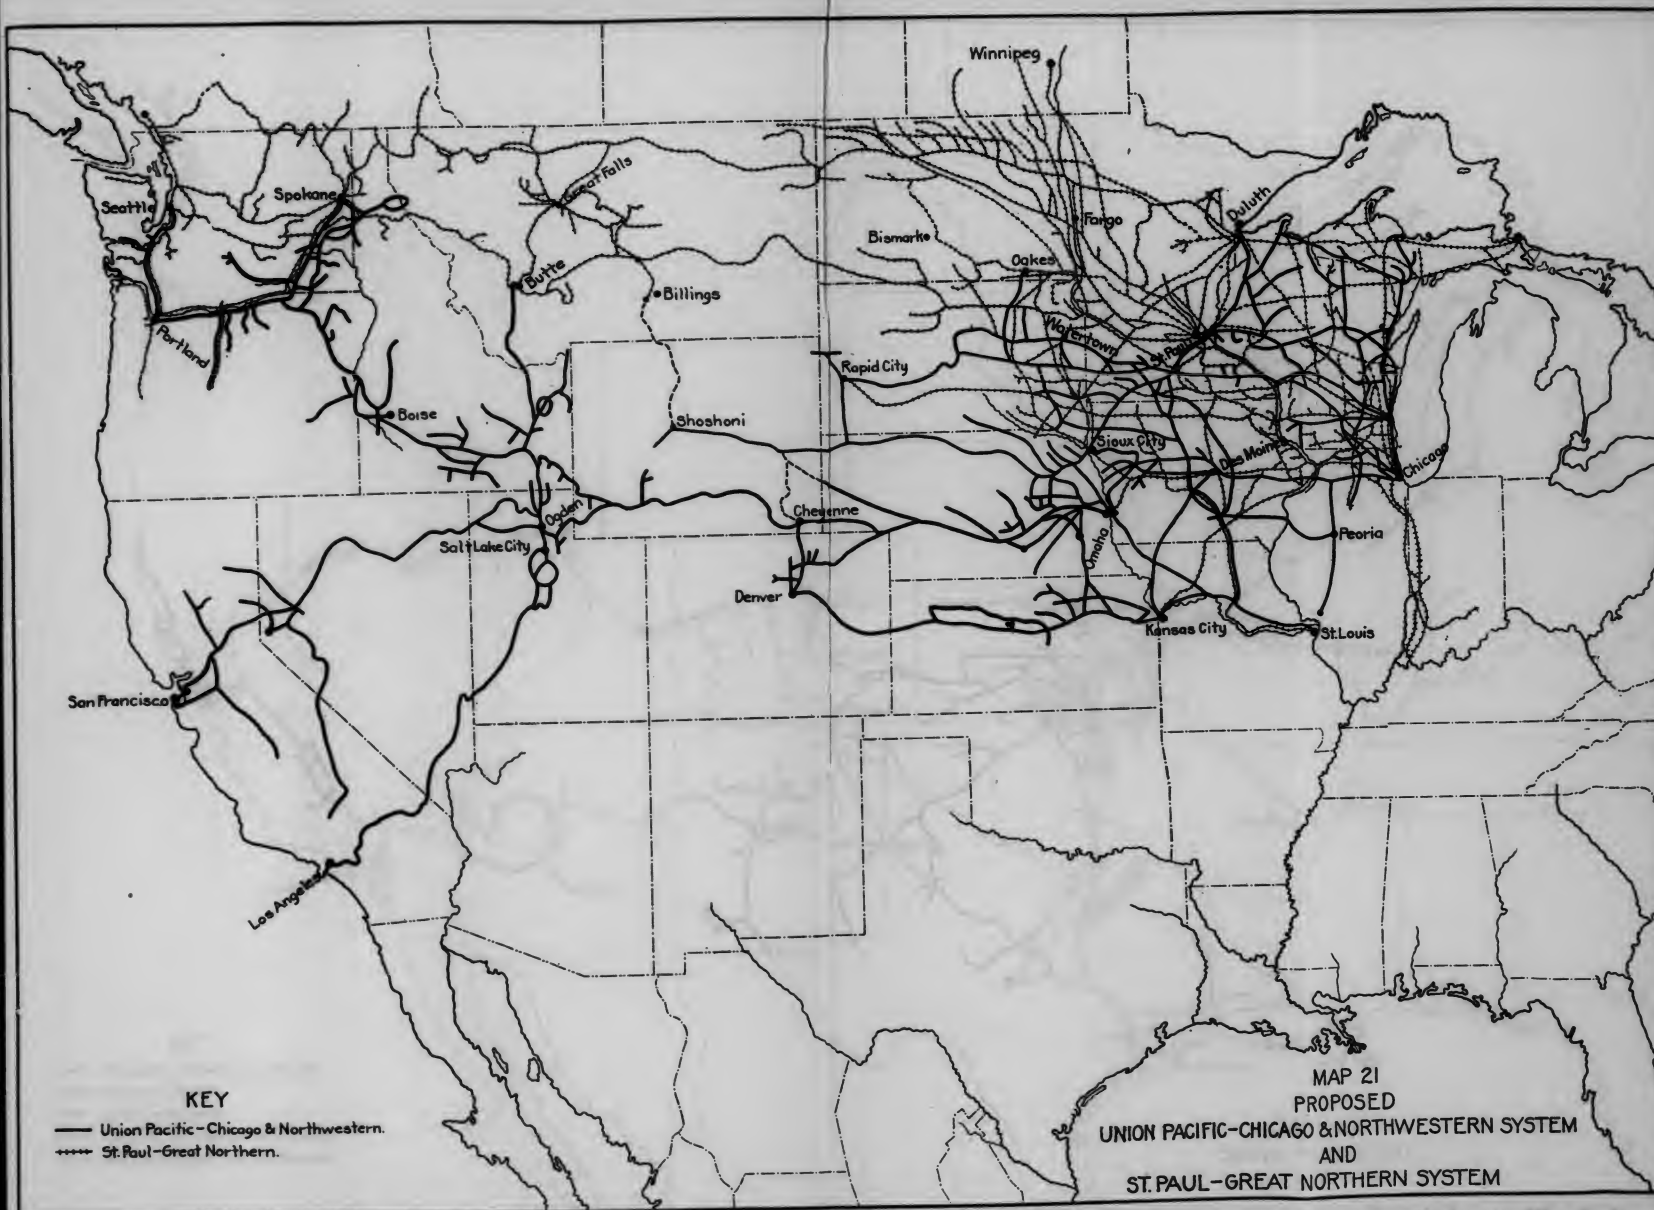 Winnipeg
Great Falls
Spokane
Seattle
Duluth
Fargo
Bismark
Oakes
Butte
Billings
Portland
Watertown
St. Paul
Rapid City
Boise
Shoshoni
Sioux City
Des Moines
Chicago
Ogden
Cheyenne
Salt Lake City
Omaha
Peoria
Denver
Kansas City
St. Louis
San Francisco
Los Angeles
KEY
Union Pacific-Chicago & Northwestern.
St. Paul-Great Northern.
MAP 21
PROPOSED
UNION PACIFIC-CHICAGO & NORTHWESTERN SYSTEM
AND
ST. PAUL-GREAT NORTHERN SYSTEM